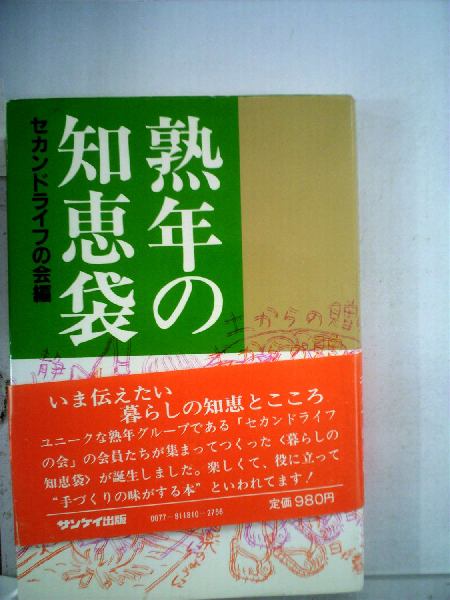 熟年の
知恵袋
セカンドライフの会編
からの贈
いま伝えたい
暮らしの知恵とこころ
ユニークな熟年グループである「セカンドライフ
の会」の会員たちが集まってつくった〈暮らしの
知恵袋〉が誕生しました。楽しくて、役に立って
“手づくりの味がする本”といわれてます!
サンケイ出版
0077-811810-2756
定価980円